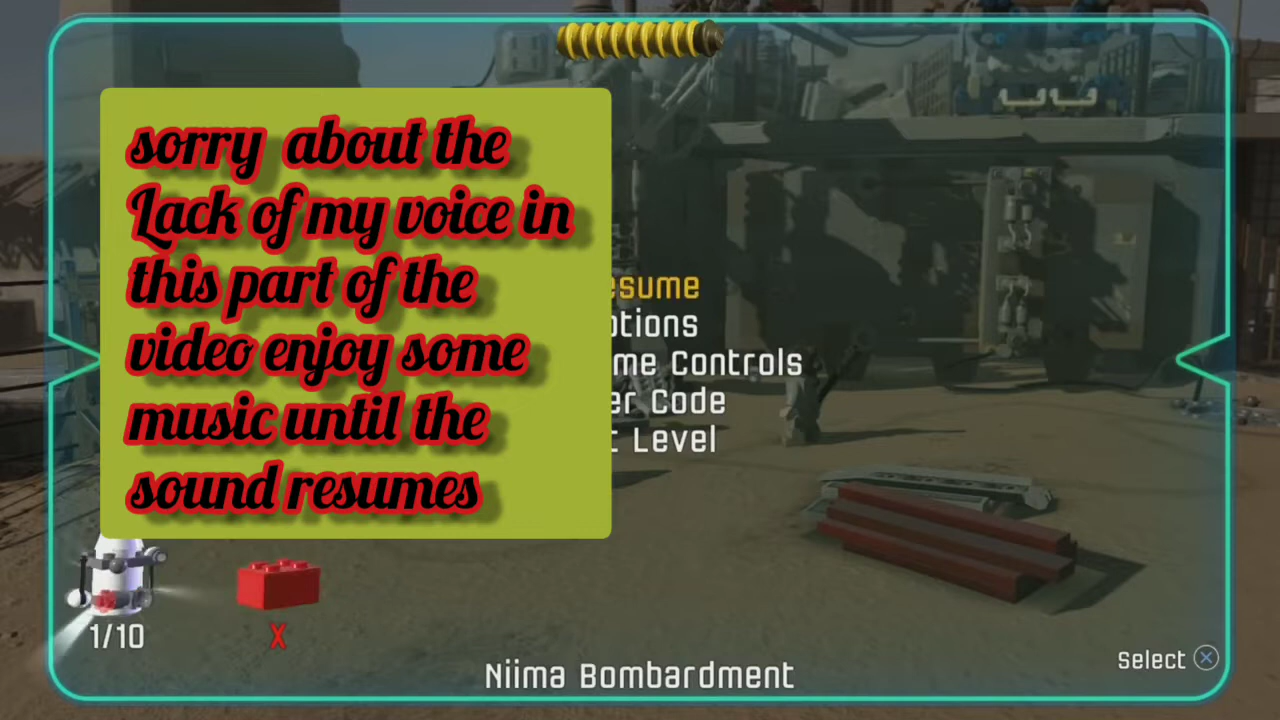 sorry about the
Lack of my voice in
this part of the
video enjoy some
music until the
sound resumes
esume
otions
me Controls
er Code
t Level
1/10
X
Niima Bombardment
Select